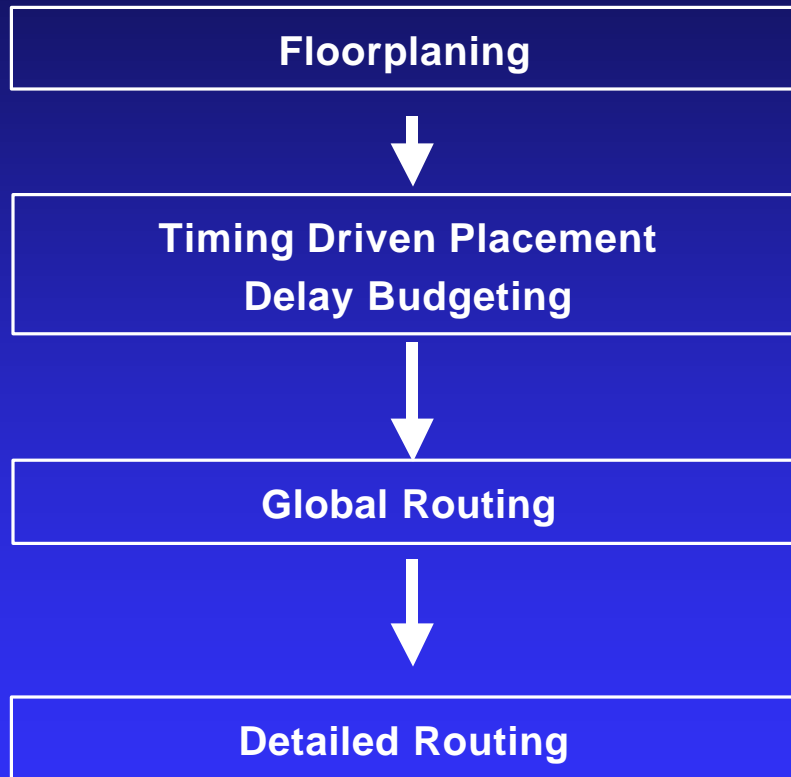 Floorplaning
Timing Driven Placement
Delay Budgeting
Global Routing
Detailed Routing